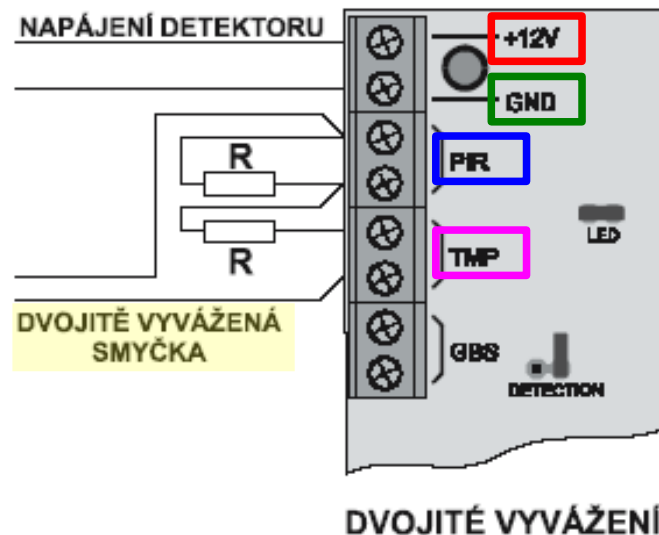 NAPÁJENÍ DETEKTORU
+12V
GND
R
PIR
R
TMP
LED
DVOJITĚ VYVÁŽENÁ
SMYČKA
GBS
DETECTION
DVOJITÉ VYVÁŽENÍ